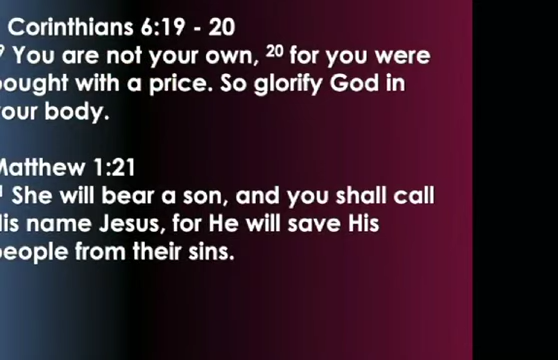 Corinthians 6:19 - 20
You are not your own, 20 for you were
ought with a price. So glorify God in
our body.
Matthew 1:21
She will bear a son, and you shall call
His name Jesus, for He will save His
people from their sins.